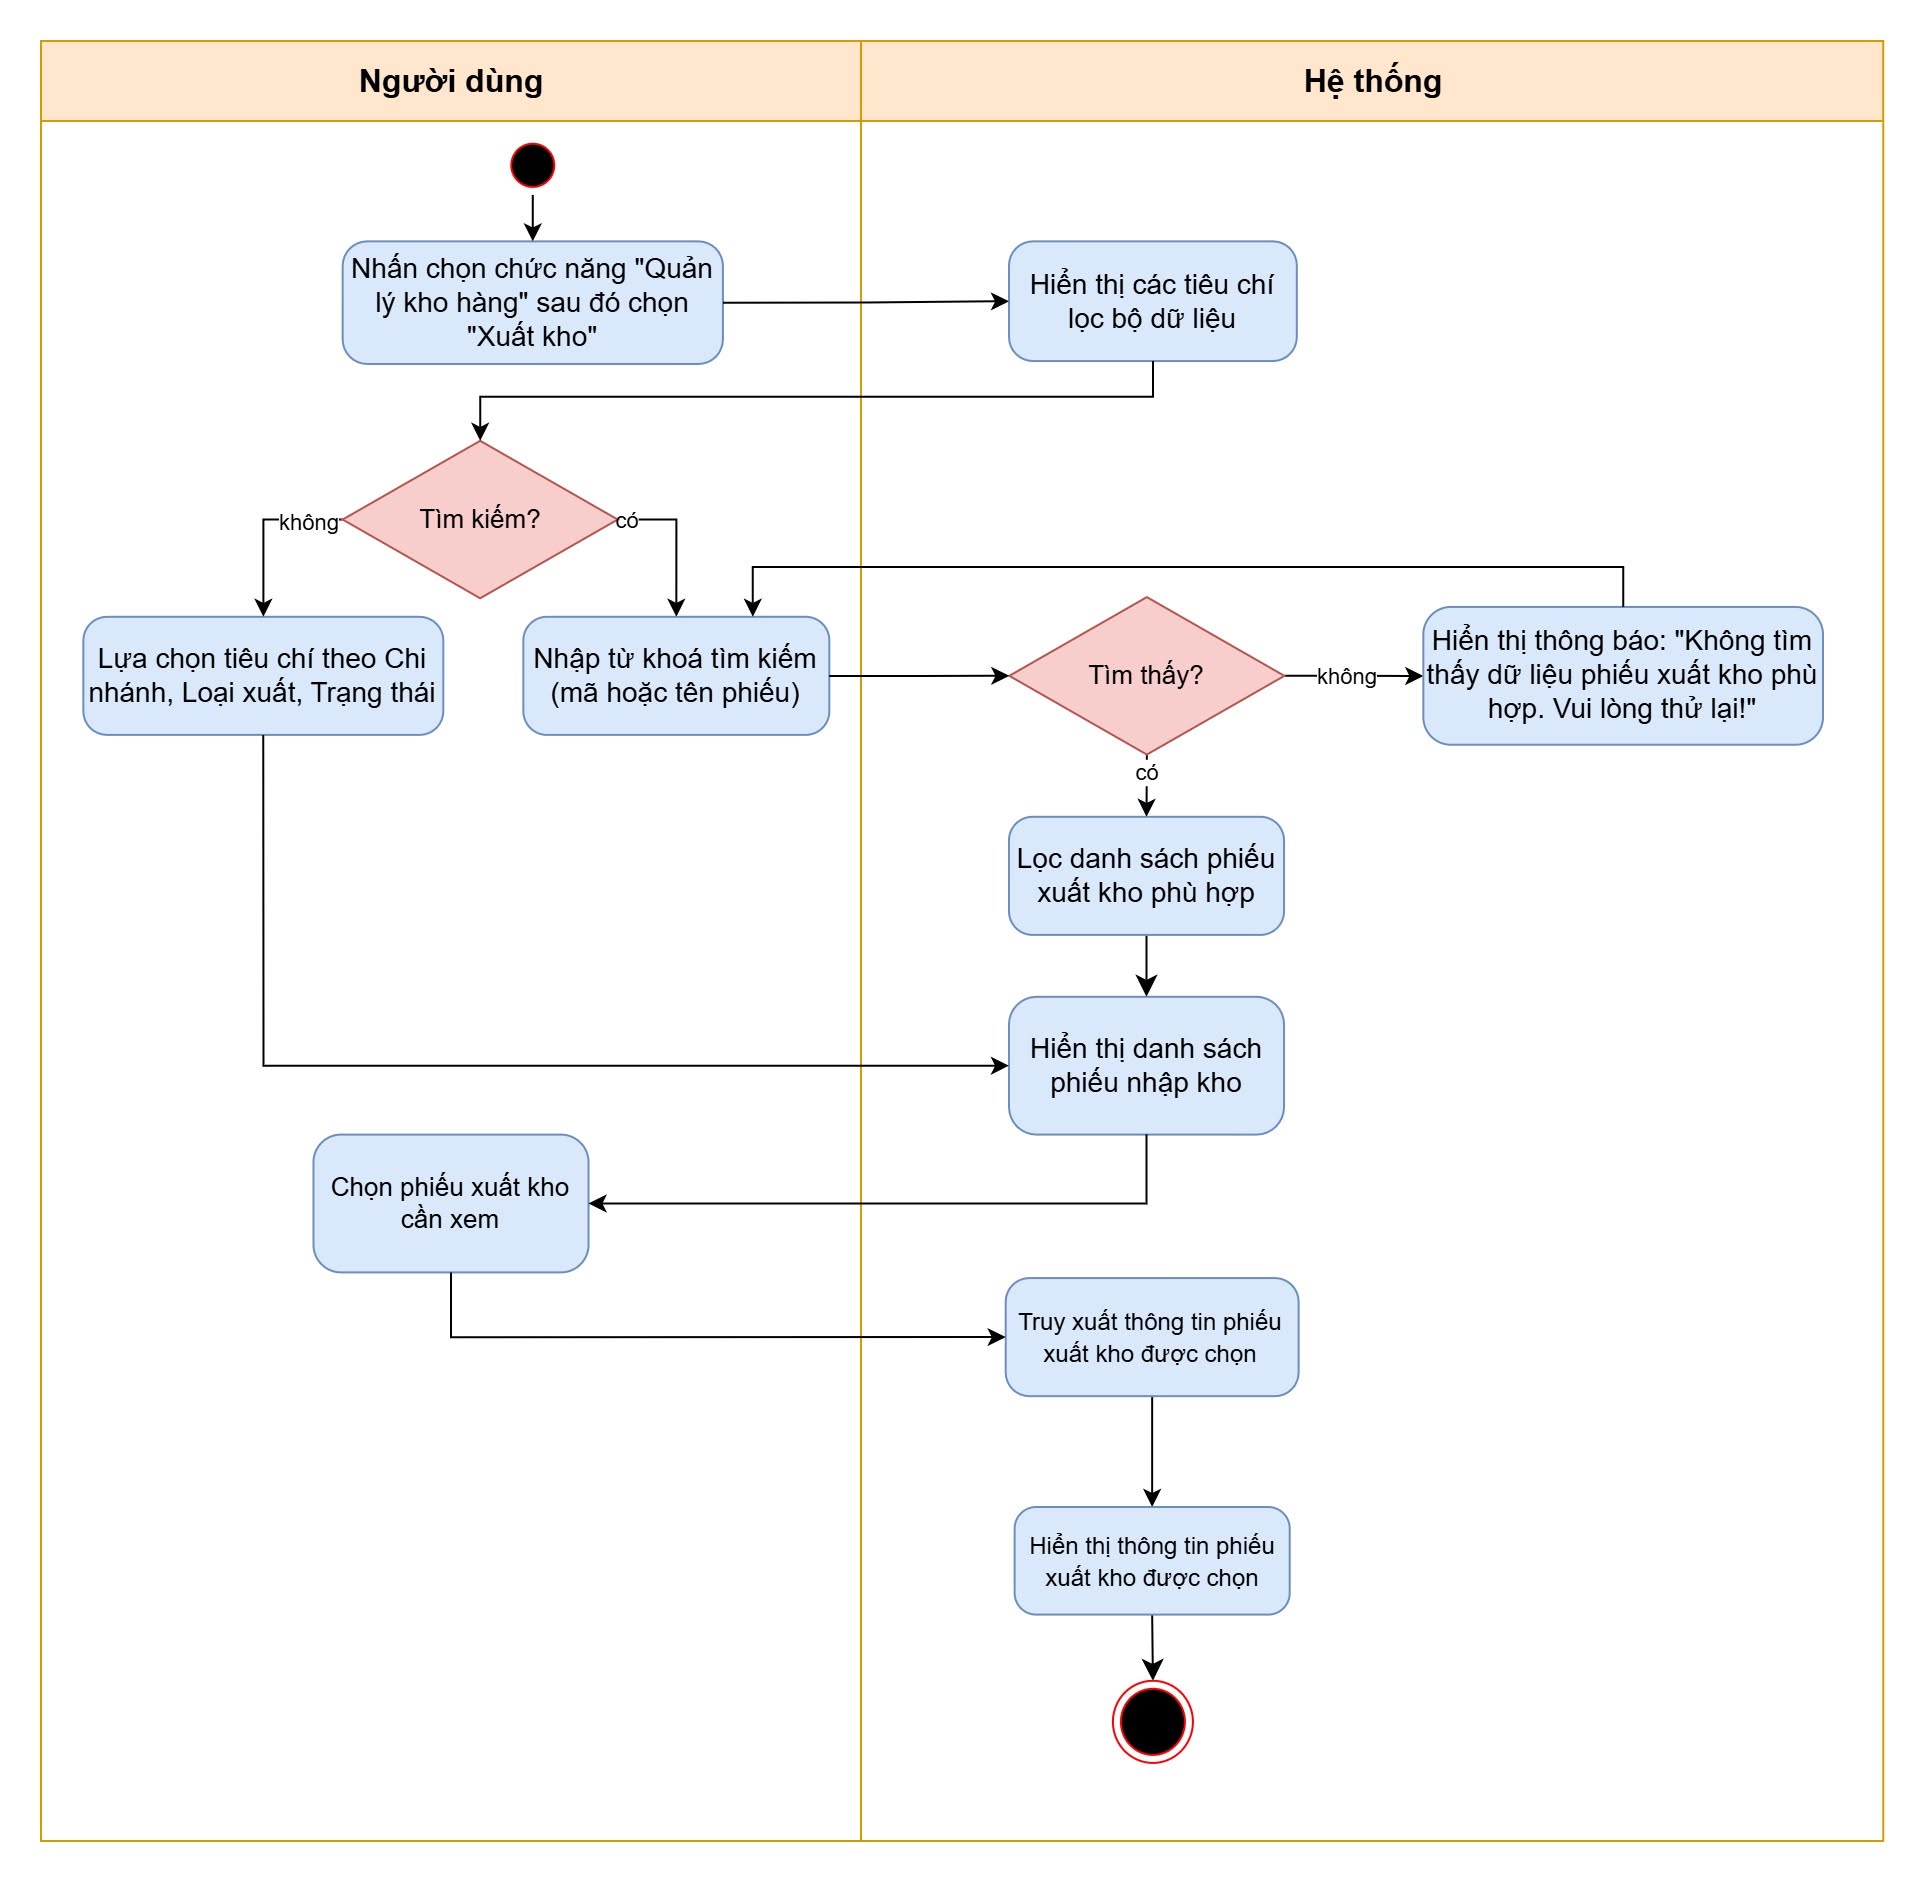 Người dùng
Hệ thống
Nhấn chọn chức năng "Quản
lý kho hàng" sau đó chọn
"Xuất kho"
Hiển thị các tiêu chí
lọc bộ dữ liệu
Tìm kiếm?
không
có
Lựa chọn tiêu chí theo Chi
nhánh, Loại xuất, Trạng thái
Nhập từ khoá tìm kiếm
(mã hoặc tên phiếu)
Tìm thấy?
không
Hiển thị thông báo: "Không tìm
thấy dữ liệu phiếu xuất kho phù
hợp. Vui lòng thử lại!"
có
Lọc danh sách phiếu
xuất kho phù hợp
Hiển thị danh sách
phiếu nhập kho
Chọn phiếu xuất kho
cần xem
Truy xuất thông tin phiếu
xuất kho được chọn
Hiển thị thông tin phiếu
xuất kho được chọn